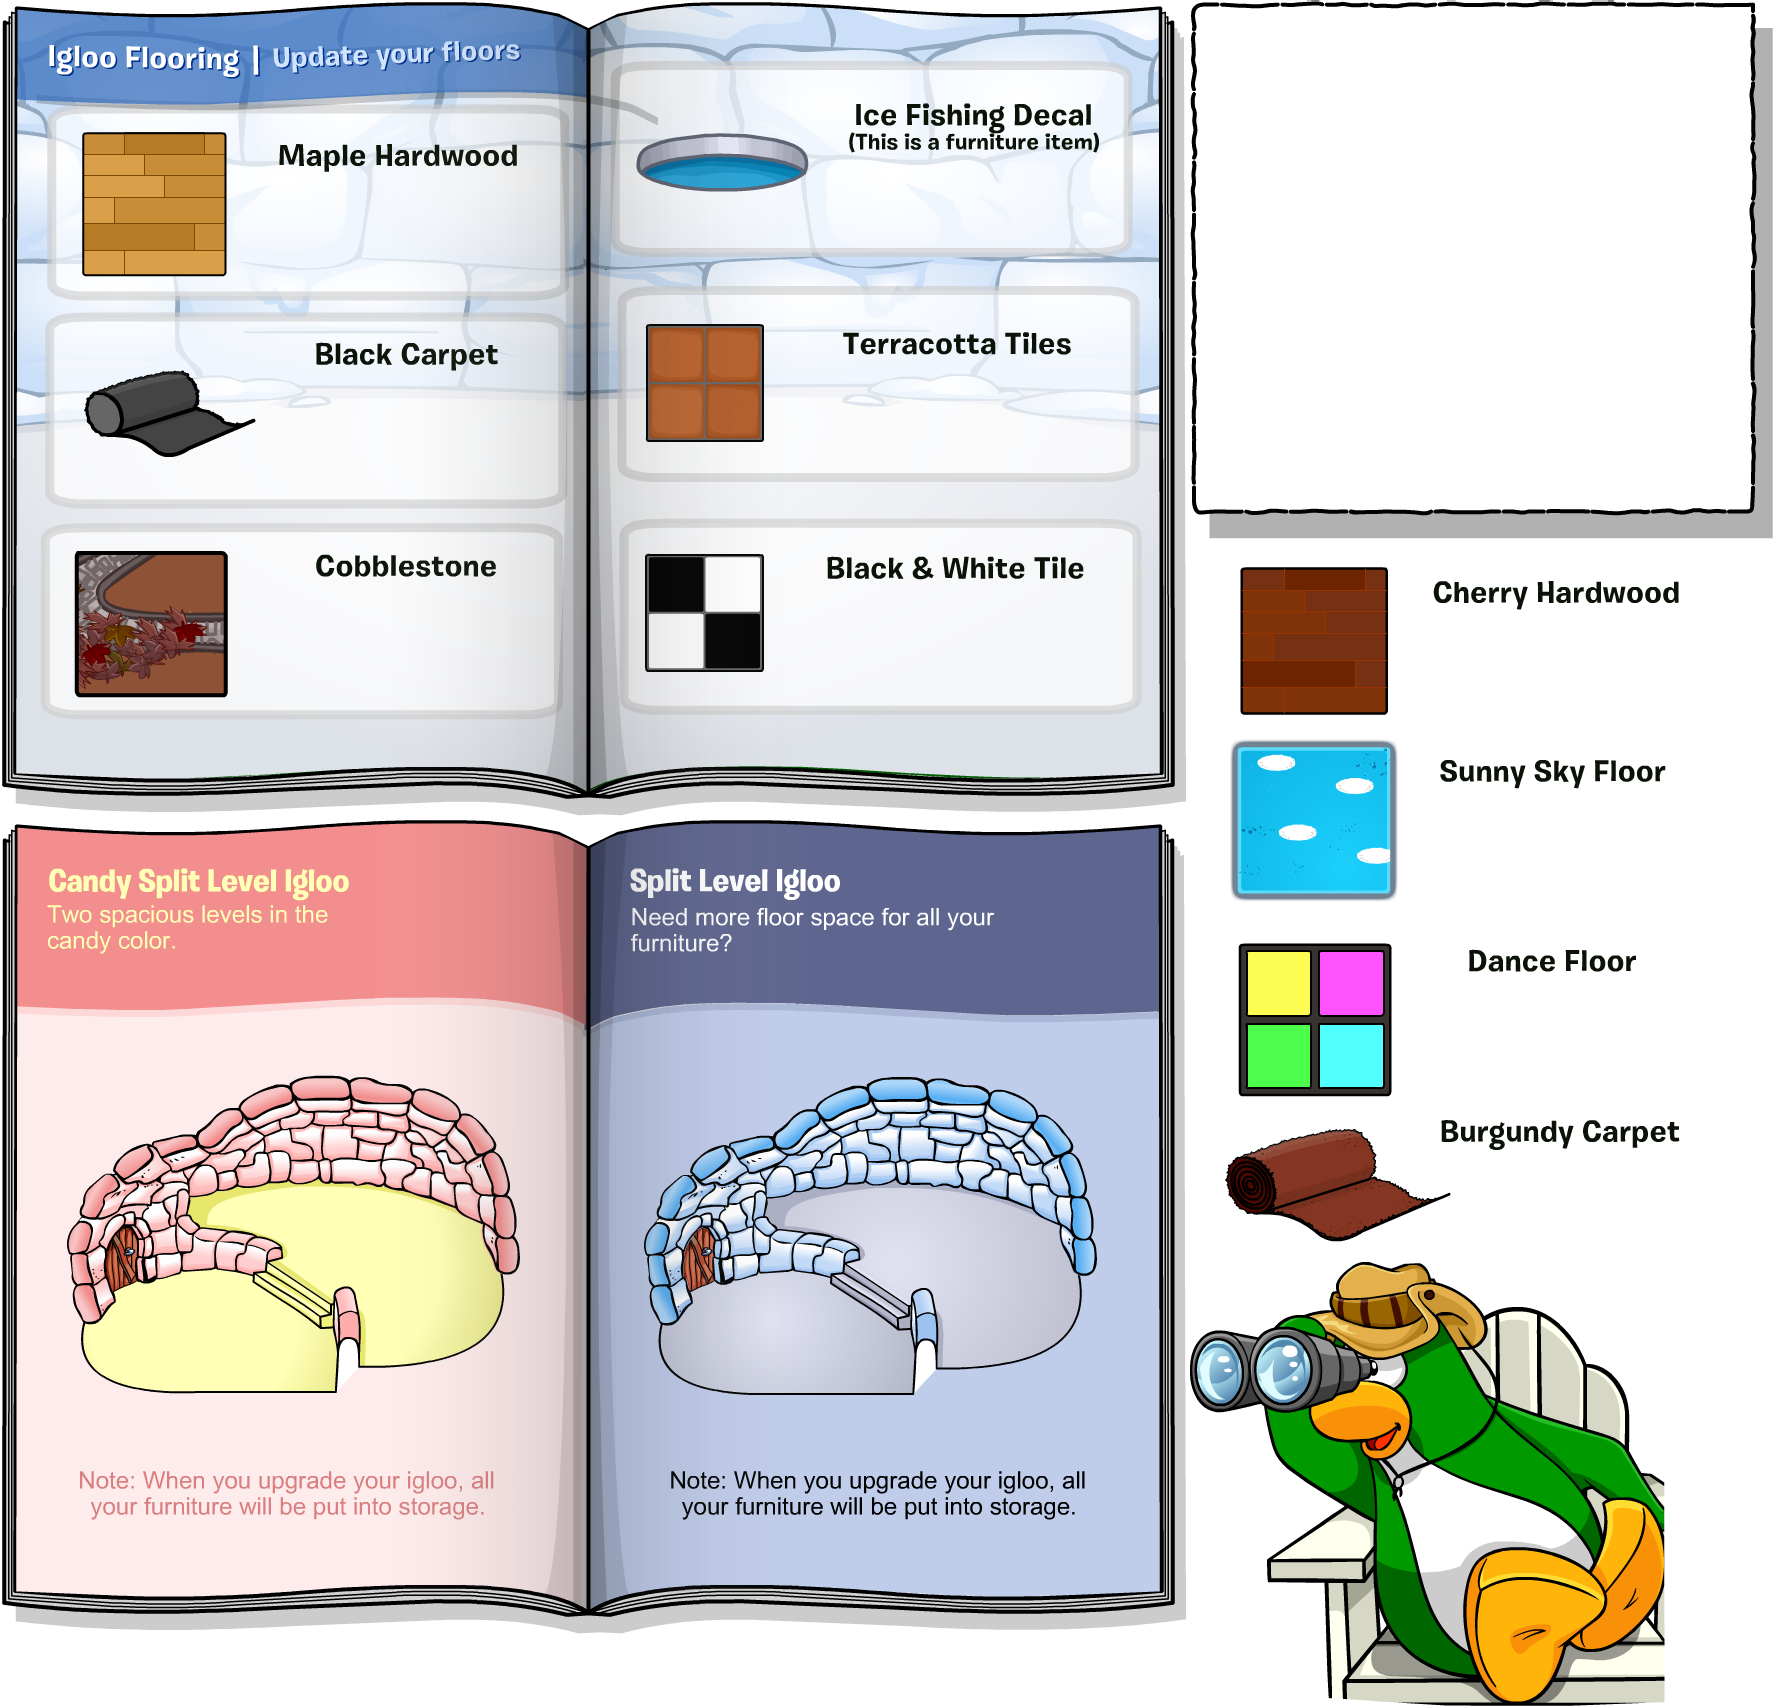 Igloo Flooring | Update your floors
Maple Hardwood
Black Carpet
Cobblestone
Ice Fishing Decal
(This is a furniture item)
Terracotta Tiles
Black & White Tile
Cherry Hardwood
Sunny Sky Floor
Dance Floor
Burgundy Carpet
Candy Split Level Igloo
Two spacious levels in the
candy color.
Note: When you upgrade your igloo, all
your furniture will be put into storage.
Split Level Igloo
Need more floor space for all your
furniture?
Note: When you upgrade your igloo, all
your furniture will be put into storage.